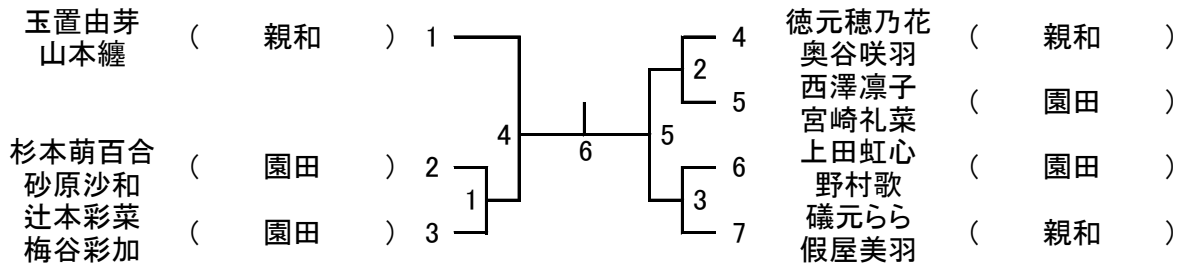 玉置由芽
山本纏
( 親和 ) 1
杉本萌百合
砂原沙和
( 園田 ) 2
辻本彩菜
梅谷彩加
( 園田 ) 3
1
4
6
5
2
3
4
徳元穂乃花
奥谷咲羽
( 親和 )
5
西澤凛子
宮崎礼菜
( 園田 )
6
上田虹心
野村歌
( 園田 )
7
礒元らら
假屋美羽
( 親和 )